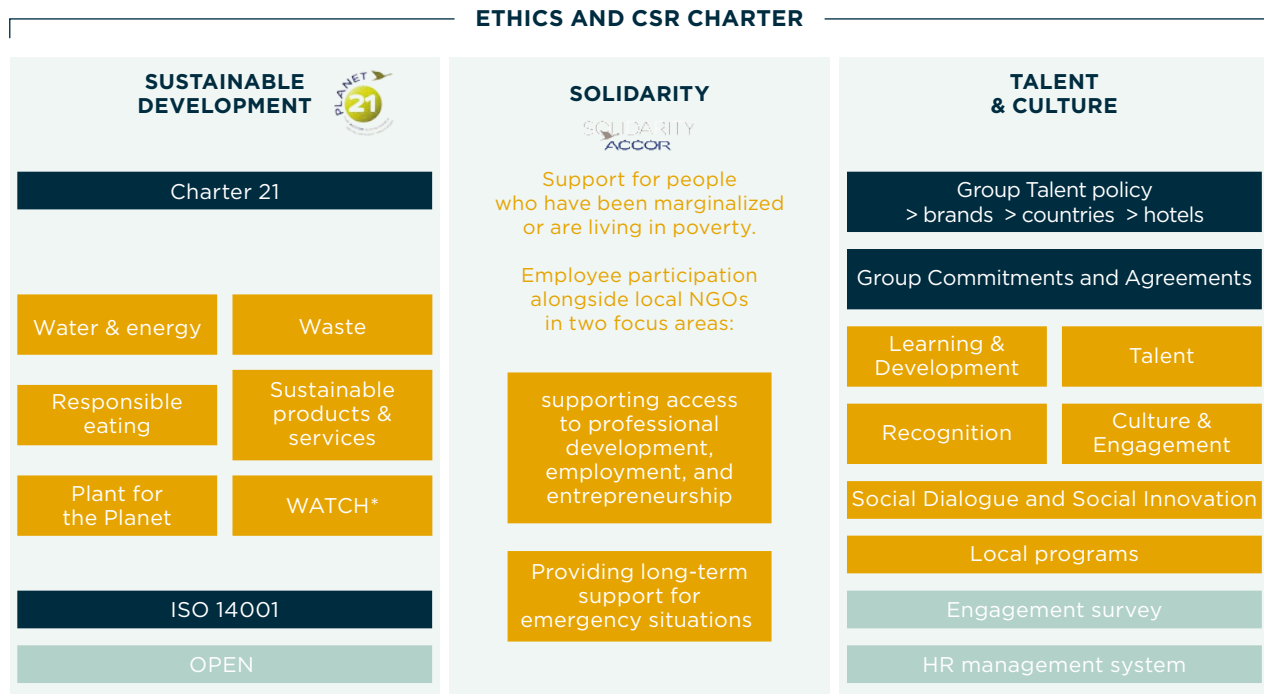 ETHICS AND CSR CHARTER
SUSTAINABLE
DEVELOPMENT
PLANET
21
Charter 21
Water & energy
Waste
Responsible
eating
Sustainable
products &
services
Plant for
the Planet
WATCH*
ISO 14001
OPEN
SOLIDARITY
SOLIDARITY
ACCOR
Support for people
who have been marginalized
or are living in poverty.
Employee participation
alongside local NGOs
in two focus areas:
supporting access
to professional
development,
employment, and
entrepreneurship
Providing long-term
support for
emergency situations
TALENT
& CULTURE
Group Talent policy
> brands > countries > hotels
Group Commitments and Agreements
Learning &
Development
Talent
Recognition
Culture &
Engagement
Social Dialogue and Social Innovation
Local programs
Engagement survey
HR management system